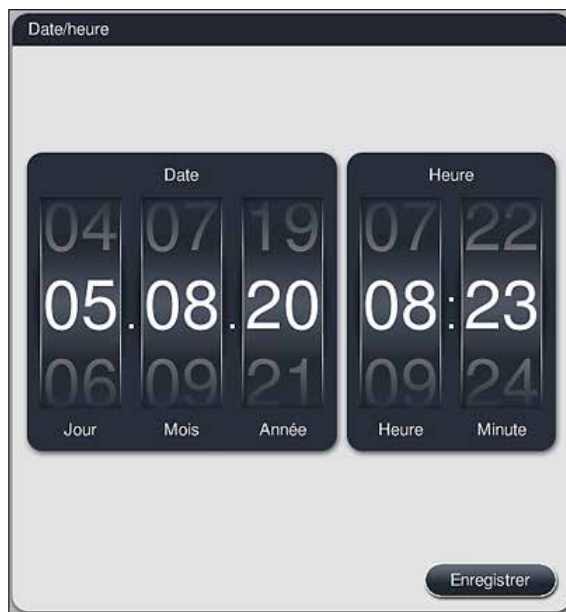 Date/heure
Date Heure
04 07 19 07 22
05.08.20 08:23
06 09 21 09 24
Jour Mois Année Heure Minute
Enregistrer